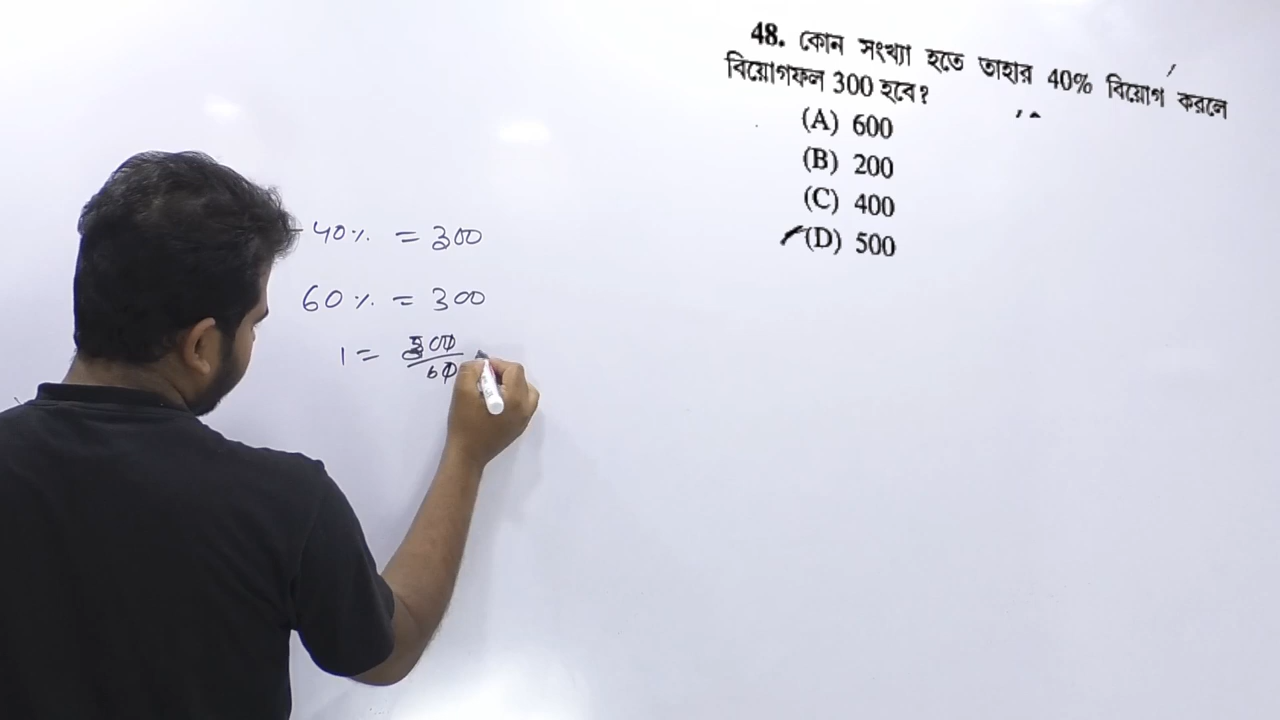 48. কোন সংখ্যা হতে তাহার 40% বিয়োগ করলে
বিয়োগফল 300 হবে?
(A) 600
(B) 200
(C) 400
(D) 500
- 40% = 300
60% = 300
1 = 300
60